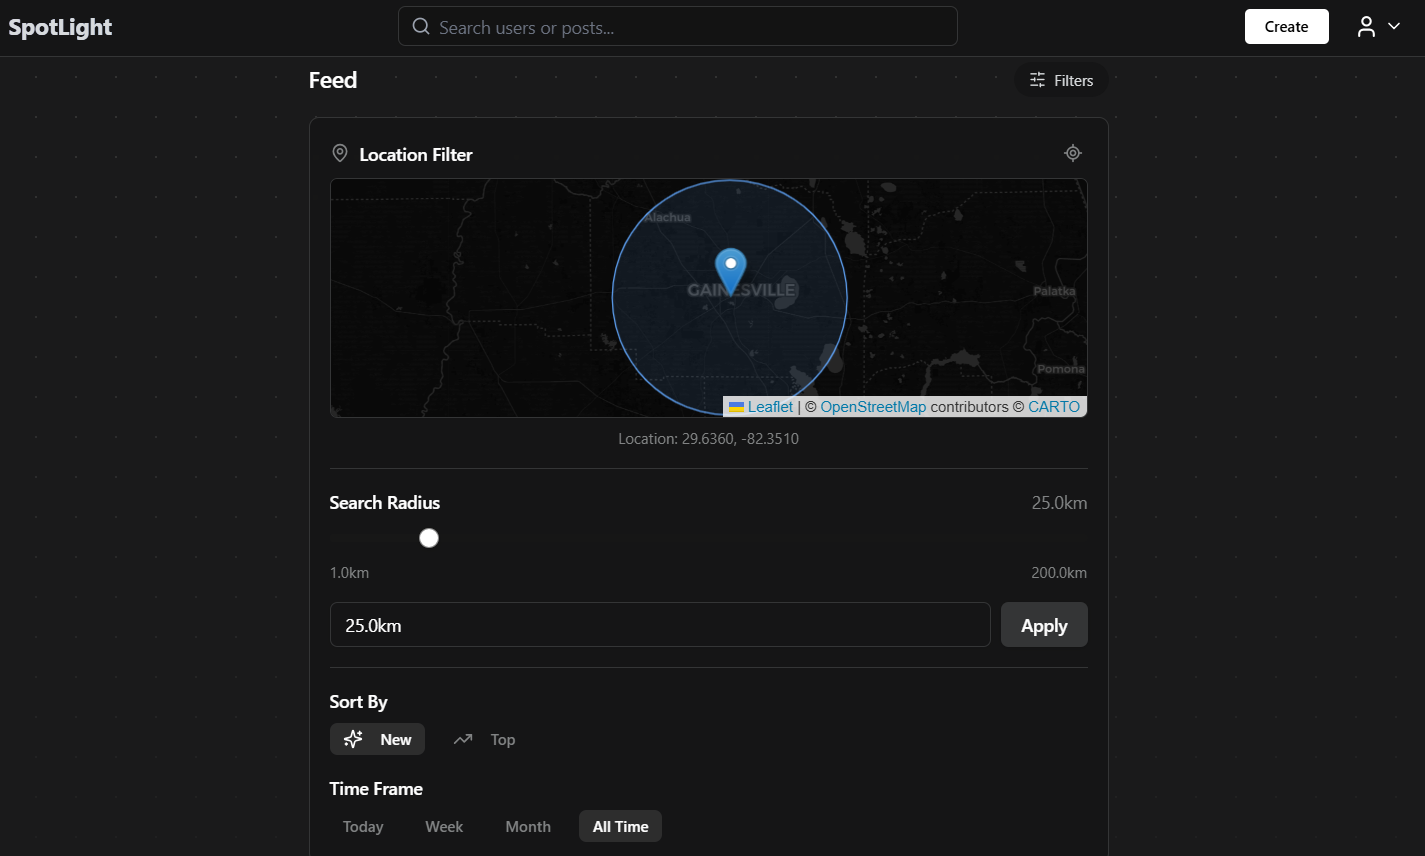 SpotLight
Search users or posts...
Create
Feed
Filters
Location Filter
Alachua
GAINESVILLE
Palatka
Pomona
Leaflet | © OpenStreetMap contributors © CARTO
Location: 29.6360, -82.3510
Search Radius
25.0km
1.0km
200.0km
25.0km
Apply
Sort By
New
Top
Time Frame
Today
Week
Month
All Time